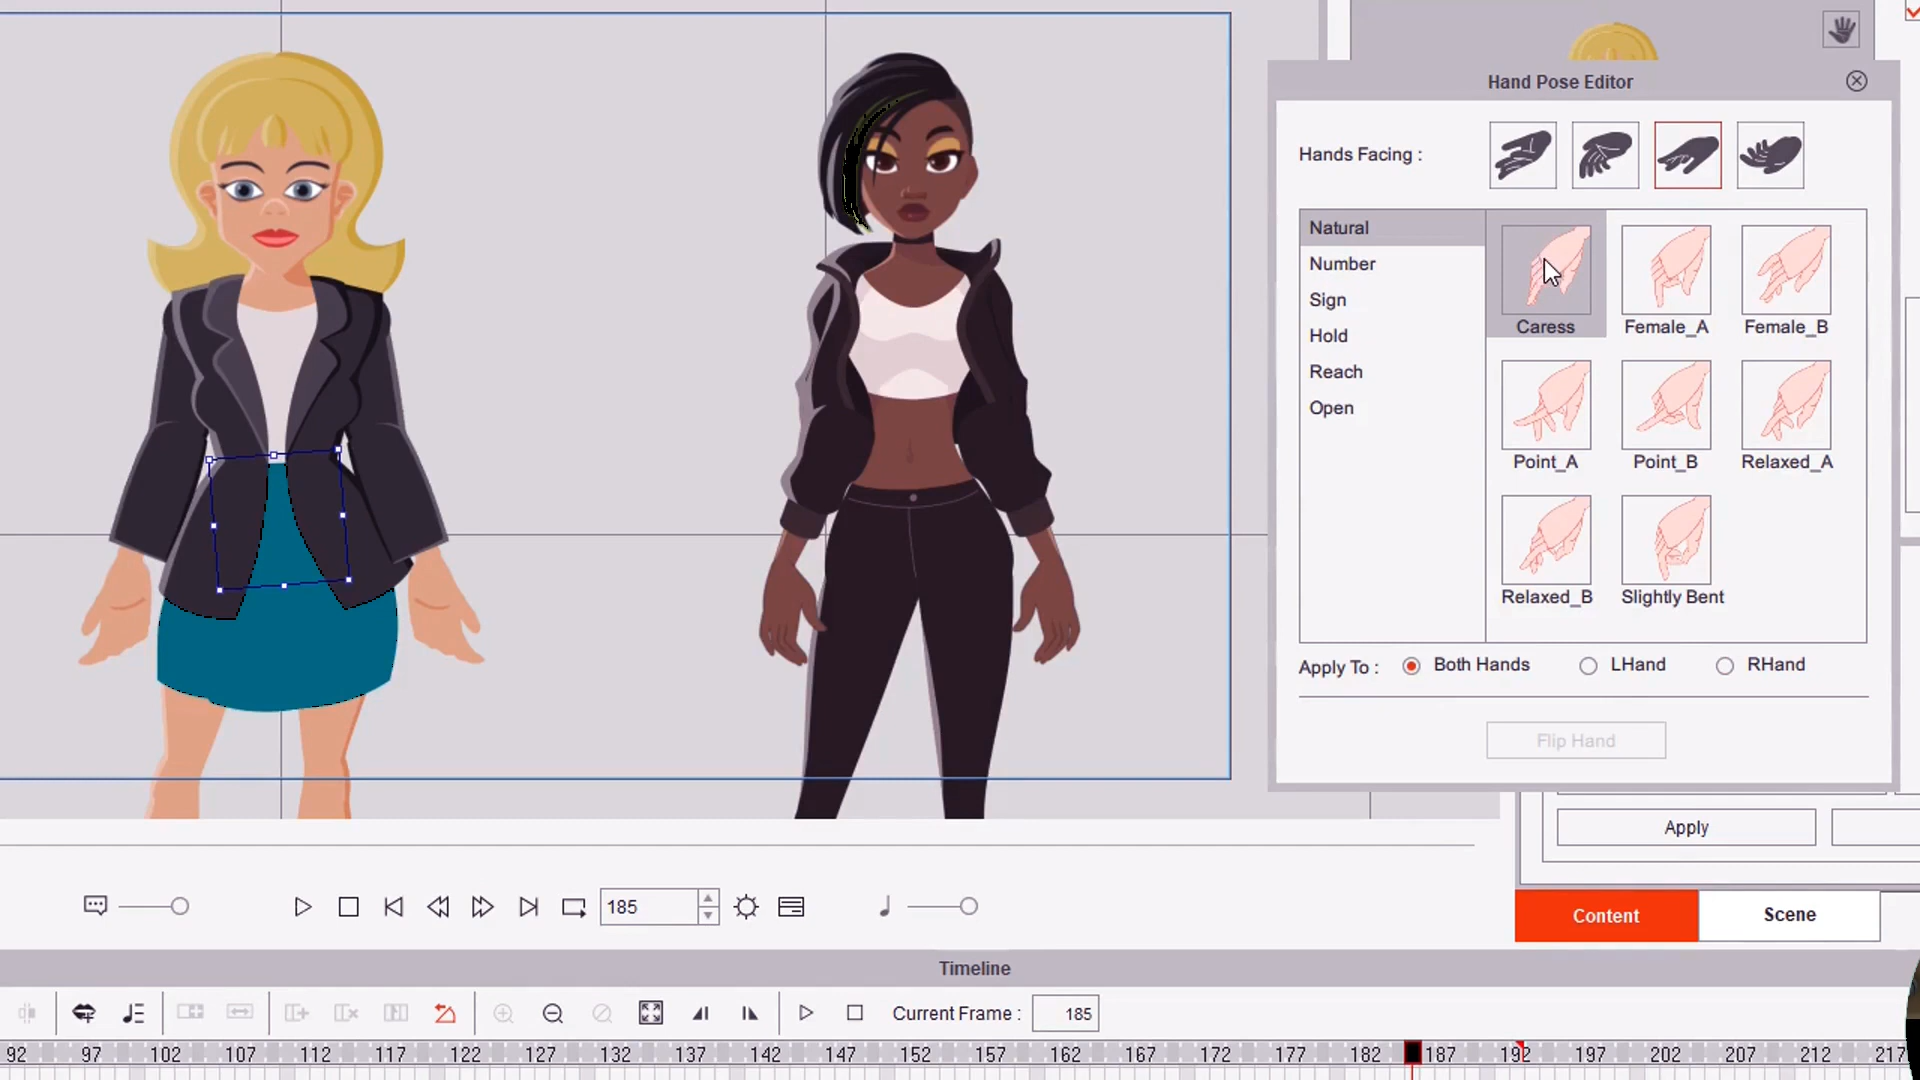 Hand Pose Editor
Hands Facing :
Natural
Number
Sign
Hold
Reach
Open
Caress
Female_A
Female_B
Point_A
Point_B
Relaxed_A
Relaxed_B
Slightly Bent
Apply To :
Both Hands
LHand
RHand
Flip Hand
Apply
185
Content
Scene
Timeline
Current Frame :
185
92 97 102 107 112 117 122 127 132 137 142 147 152 157 162 167 172 177 182 187 192 197 202 207 212 217